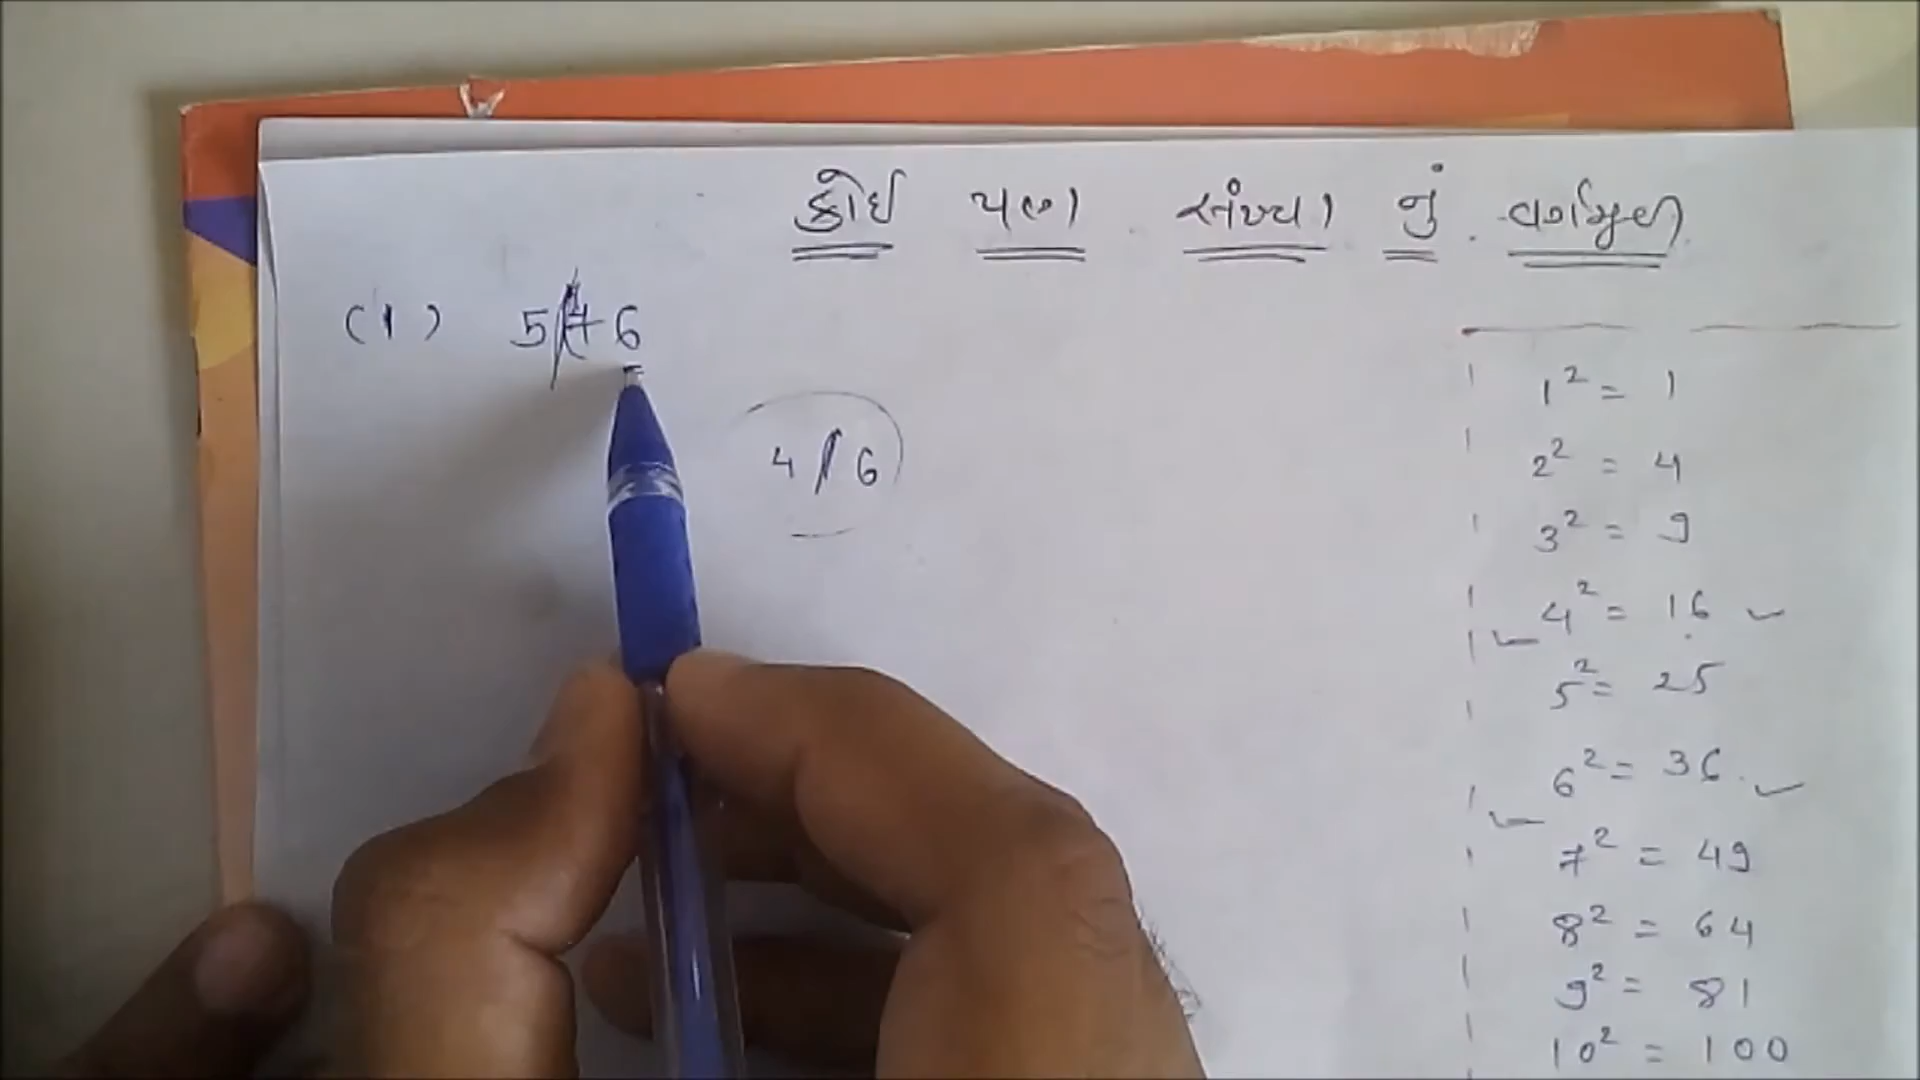 કોઈ પણ સંખ્યા નું વર્ગમુળ
(1) 5/476
4 / 6
1² = 1
2² = 4
3² = 9
4² = 16
5² = 25
6² = 36
7² = 49
8² = 64
9² = 81
10² = 100